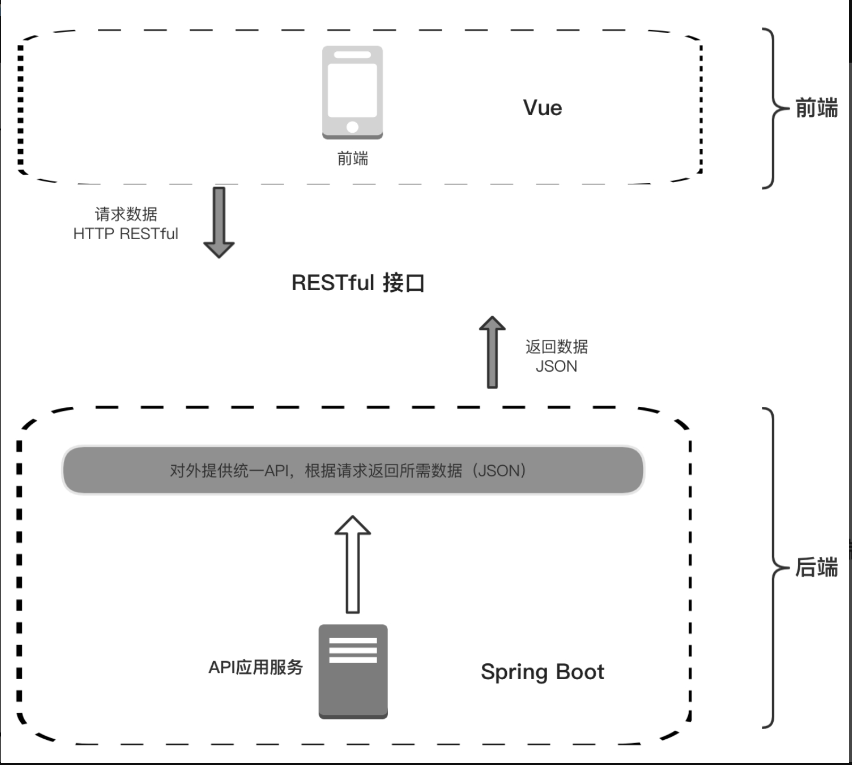 Vue
前端
前端
请求数据
HTTP RESTful
RESTful 接口
返回数据
JSON
对外提供统一API，根据请求返回所需数据（JSON）
后端
API应用服务
Spring Boot